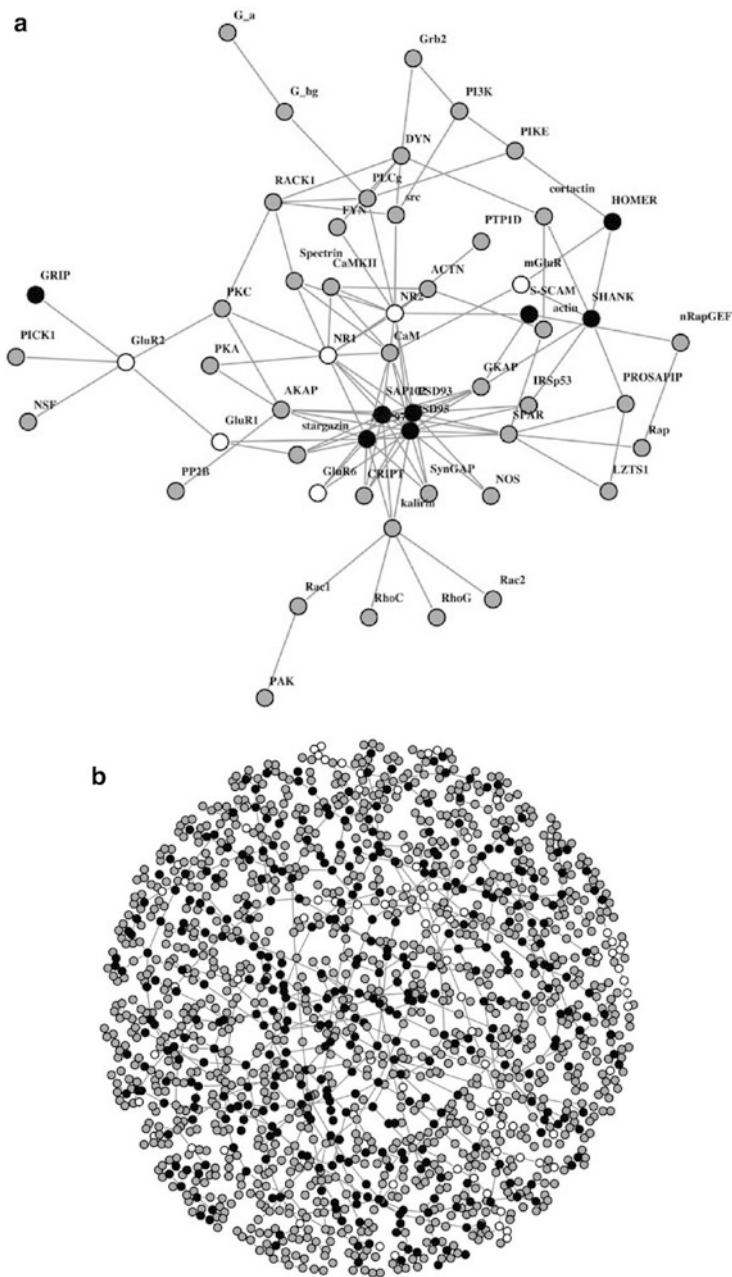 a
G_a
Grb2
G_bg
PI3K
PIKE
DYN
RACK1
PLCg
cortactin
HOMER
src
FYN
PTP1D
Spectrin
mGluR
CaMKII
ACTN
GRIP
PKC
NR2
S-SCAM
SHANK
actin
nRapGEF
GluR2
NR1
CaM
PICK1
PKA
GKAP
IRSp53
PROSAPIP
NSF
AKAP
SAP102
PSD93
PSD95
SPAR
GluR1
stargazin
Rap
PP2B
GluR6
CRIPT
SynGAP
NOS
LZTS1
kalirin
Rac1
RhoC
RhoG
Rac2
PAK
b